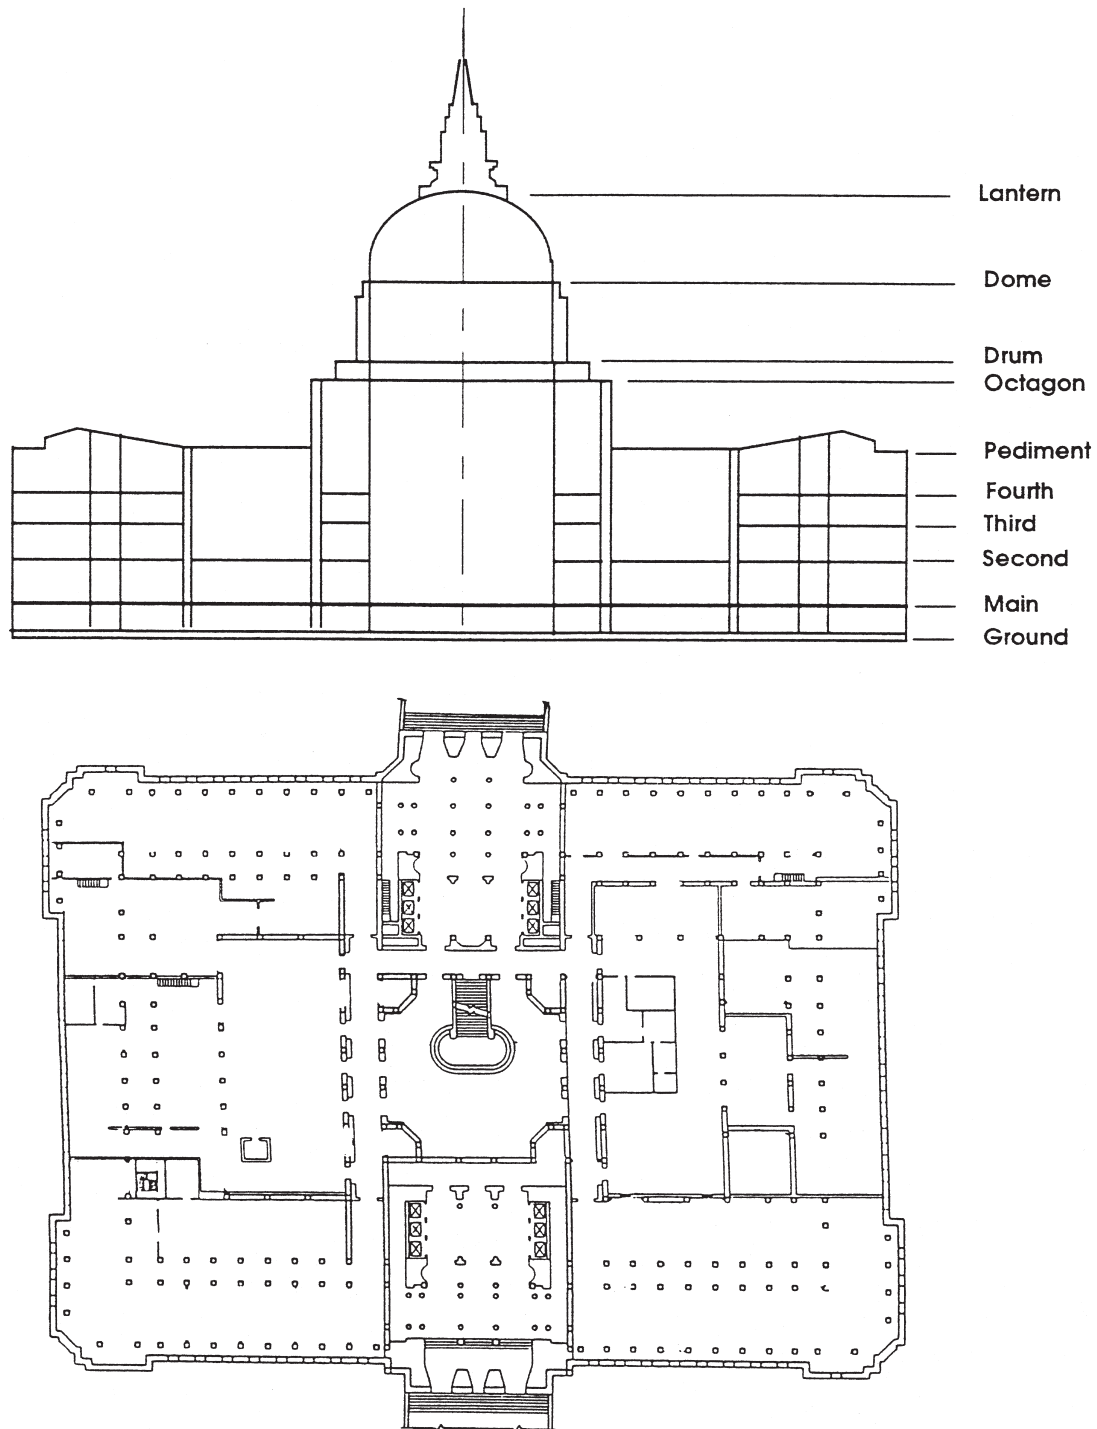 Lantern
Dome
Drum
Octagon
Pediment
Fourth
Third
Second
Main
Ground